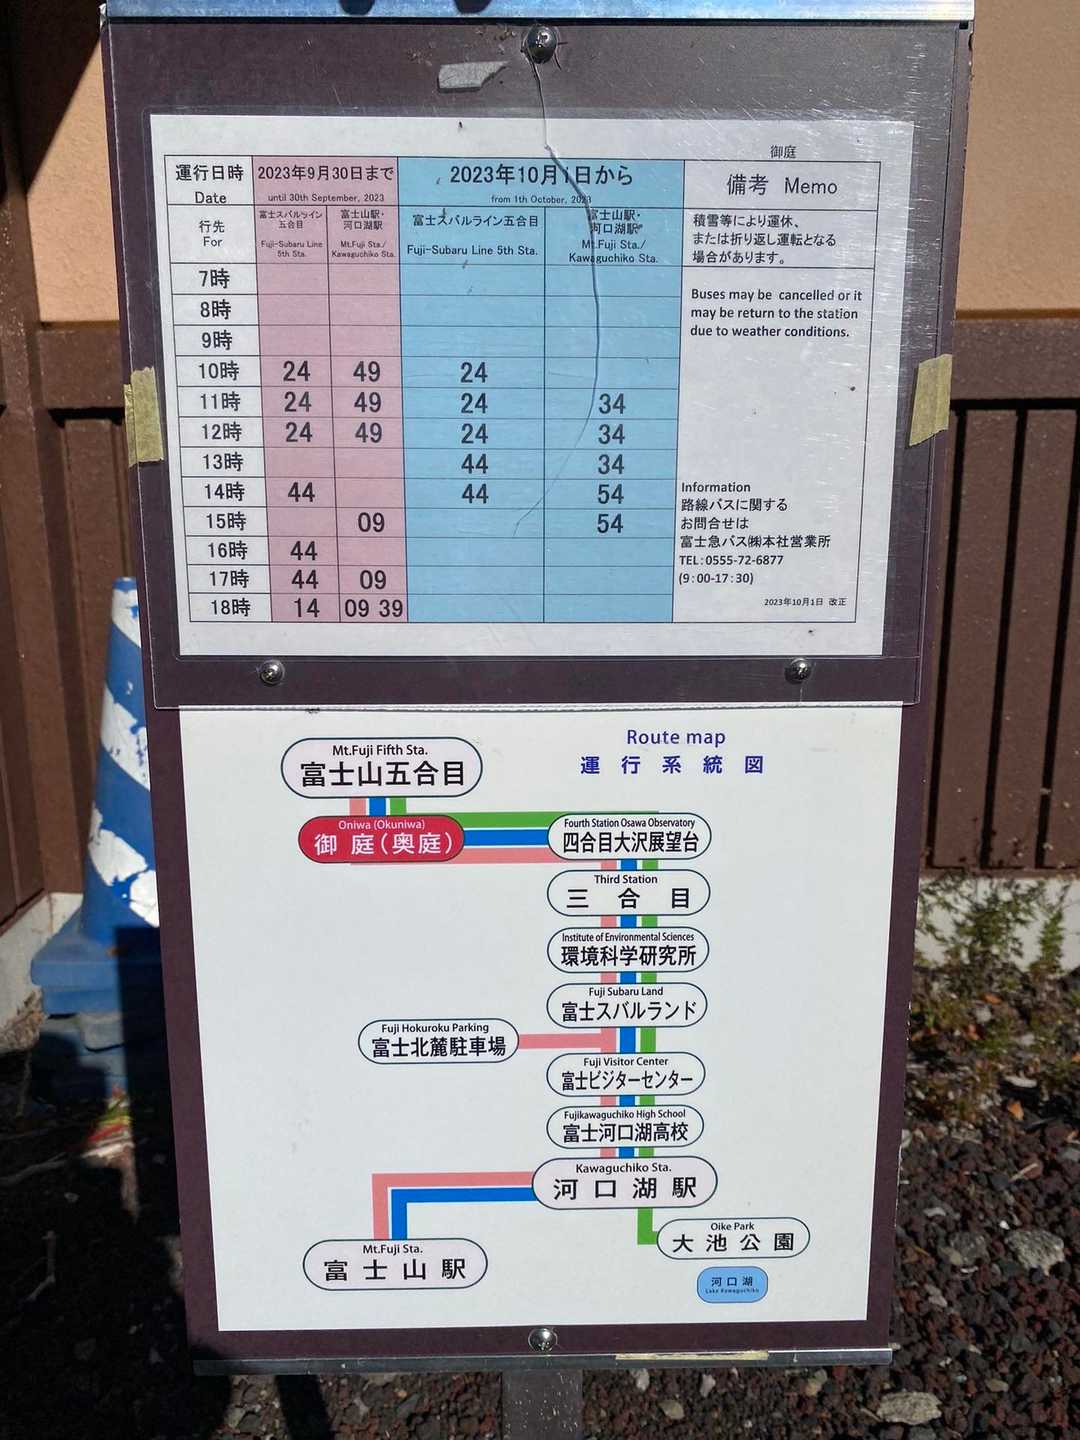 御庭
運行日時
Date
2023年9月30日まで
until 30th September, 2023
2023年10月1日から
from 1th October, 2023
備考 Memo
行先
For
富士スバルライン
五合目
Fuji-Subaru Line
5th Sta.
富士山駅・
河口湖駅
Mt.Fuji Sta./
Kawaguchiko Sta.
富士スバルライン五合目
Fuji-Subaru Line 5th Sta.
富士山駅・
河口湖駅
Mt.Fuji Sta./
Kawaguchiko Sta.
積雪等により運休、
または折り返し運転となる
場合があります。
Buses may be cancelled or it
may be return to the station
due to weather conditions.
7時
8時
9時
10時 24 49 24
11時 24 49 24 34
12時 24 49 24 34
13時 44 34
14時 44 44 54
15時 09 54
16時 44
17時 44 09
18時 14 09 39
Information
路線バスに関する
お問合せは
富士急バス㈱本社営業所
TEL:0555-72-6877
(9:00-17:30)
2023年10月1日 改正
Route map
運行系統図
Mt.Fuji Fifth Sta.
富士山五合目
Oniwa (Okuniwa)
御庭(奥庭)
Fourth Station Osawa Observatory
四合目大沢展望台
Third Station
三合目
Institute of Environmental Sciences
環境科学研究所
Fuji Subaru Land
富士スバルランド
Fuji Hokuroku Parking
富士北麓駐車場
Fuji Visitor Center
富士ビジターセンター
Fujikawaguchiko High School
富士河口湖高校
Kawaguchiko Sta.
河口湖駅
Mt.Fuji Sta.
富士山駅
Oike Park
大池公園
河口湖
Lake Kawaguchiko